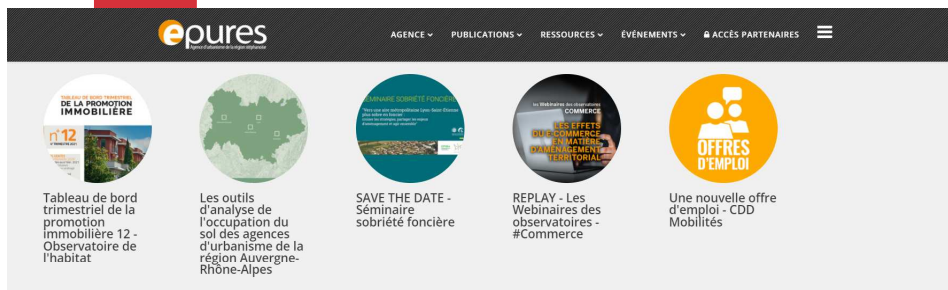 epures
Agence d'urbanisme de la région stéphanoise
AGENCE
PUBLICATIONS
RESSOURCES
ÉVÉNEMENTS
ACCÈS PARTENAIRES
TABLEAU DE BORD TRIMESTRIEL
DE LA PROMOTION
IMMOBILIÈRE
n°12
SÉMINAIRE SOBRIÉTÉ FONCIÈRE
les Webinaires des observatoires
COMMERCE
LES EFFETS
DU E-COMMERCE
EN MATIÈRE
D'AMÉNAGEMENT
TERRITORIAL
OFFRES
D'EMPLOI
Tableau de bord
trimestriel de la
promotion
immobilière 12 -
Observatoire de
l'habitat
Les outils
d'analyse de
l'occupation du
sol des agences
d'urbanisme de la
région Auvergne-
Rhône-Alpes
SAVE THE DATE -
Séminaire
sobriété foncière
REPLAY - Les
Webinaires des
observatoires -
#Commerce
Une nouvelle offre
d'emploi - CDD
Mobilités